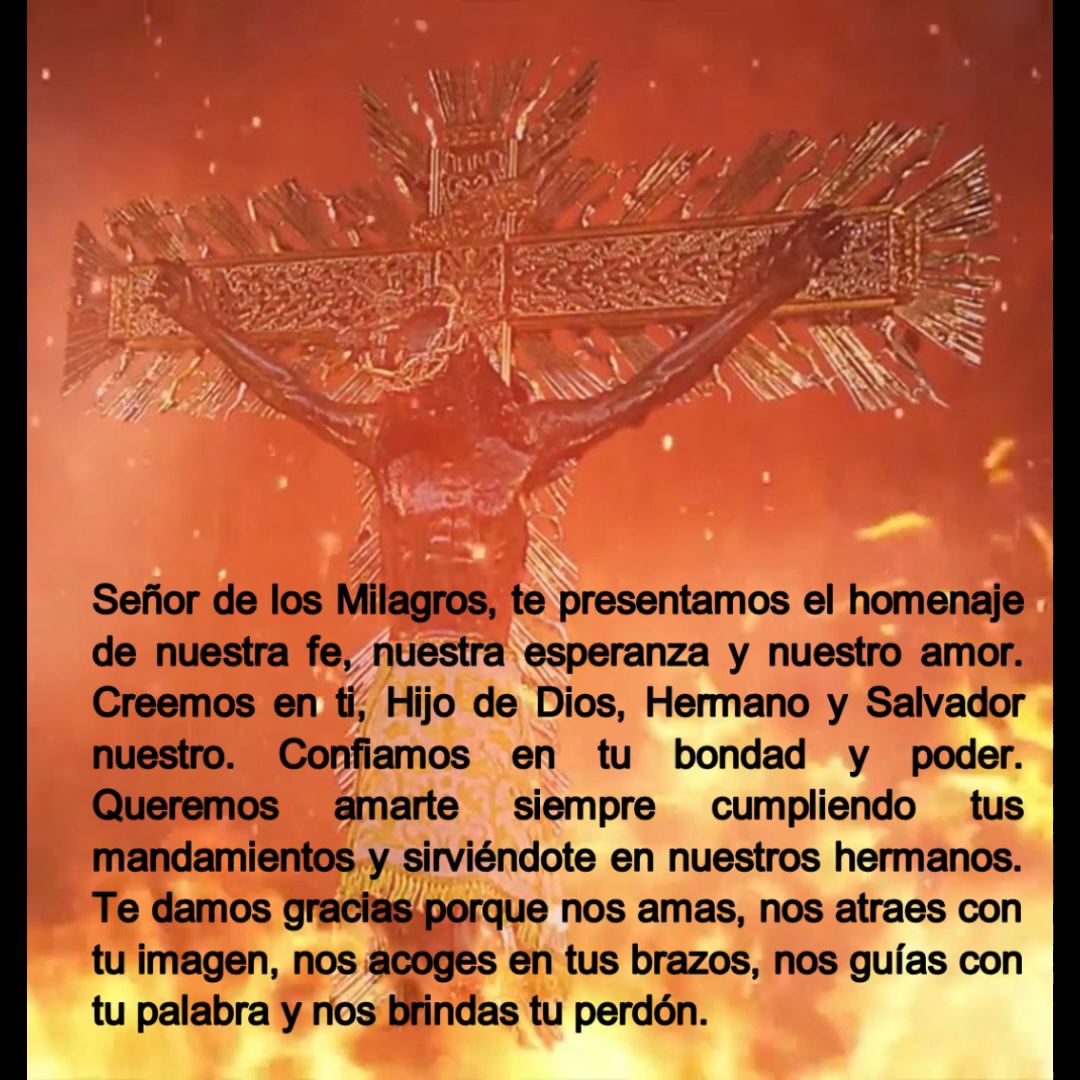 Señor de los Milagros, te presentamos el homenaje
de nuestra fe, nuestra esperanza y nuestro amor.
Creemos en ti, Hijo de Dios, Hermano y Salvador
nuestro. Confiamos en tu bondad y poder.
Queremos amarte siempre cumpliendo tus
mandamientos y sirviéndote en nuestros hermanos.
Te damos gracias porque nos amas, nos atraes con
tu imagen, nos acoges en tus brazos, nos guías con
tu palabra y nos brindas tu perdón.